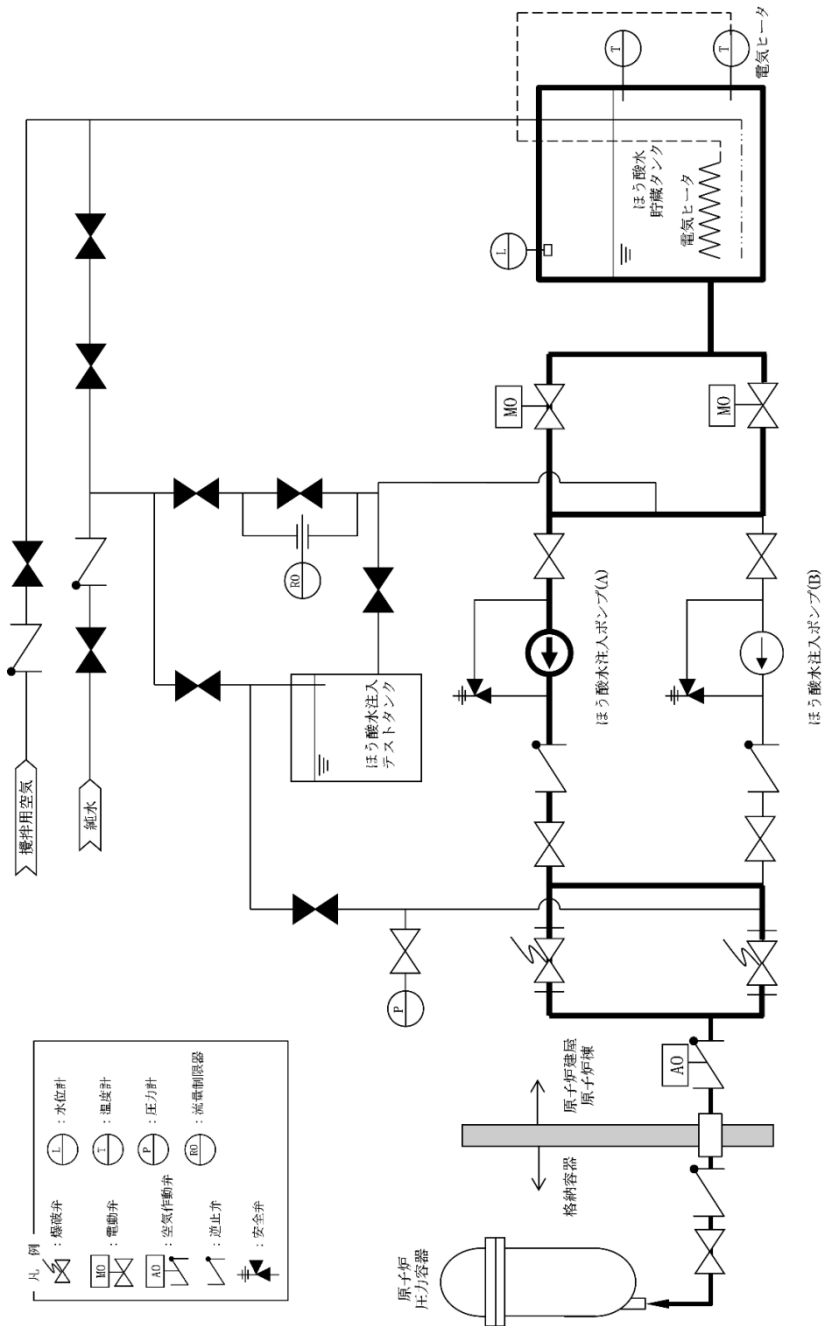 凡　例
：爆破弁
MO
：電動弁
AO
：空気作動弁
：逆止弁
：安全弁
L
：水位計
T
：温度計
P
：圧力計
RO
：流量制限器
攪拌用空気
純水
ほう酸水注入
テストタンク
RO
P
L
T
T
電気ヒータ
ほう酸水
貯蔵タンク
電気ヒータ
MO
MO
ほう酸水注入ポンプ(A)
ほう酸水注入ポンプ(B)
AO
原子炉建屋
原子炉棟
格納容器
原子炉
圧力容器